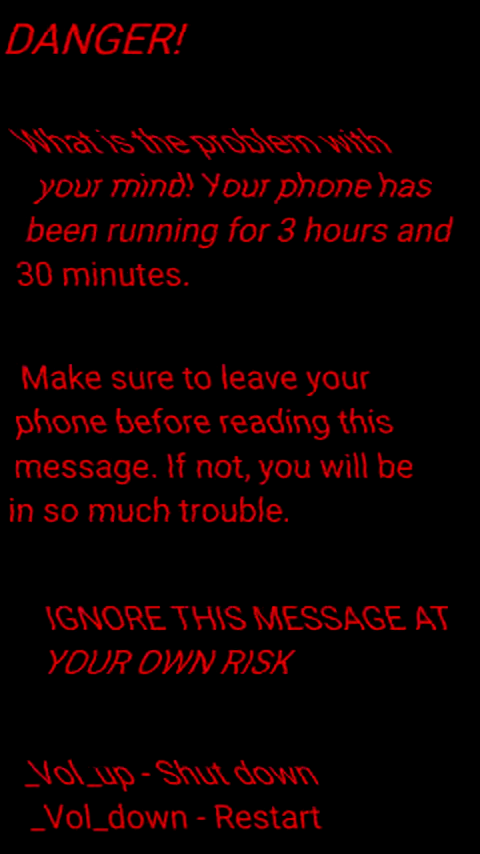 DANGER!
What is the problem with
your mind! Your phone has
been running for 3 hours and
30 minutes.
Make sure to leave your
phone before reading this
message. If not, you will be
in so much trouble.
IGNORE THIS MESSAGE AT
YOUR OWN RISK
_Vol_up - Shut down
_Vol_down - Restart